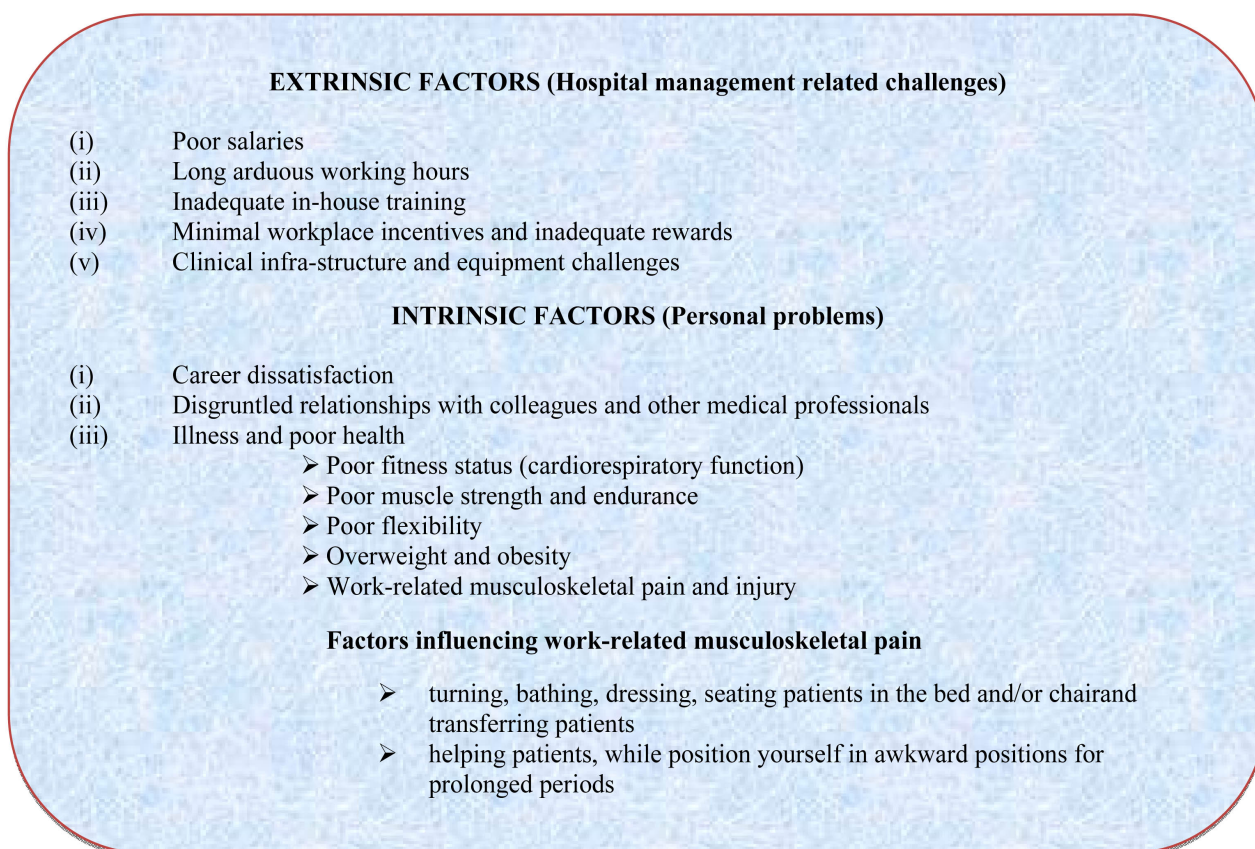 EXTRINSIC FACTORS (Hospital management related challenges)
(i) Poor salaries
(ii) Long arduous working hours
(iii) Inadequate in-house training
(iv) Minimal workplace incentives and inadequate rewards
(v) Clinical infra-structure and equipment challenges
INTRINSIC FACTORS (Personal problems)
(i) Career dissatisfaction
(ii) Disgruntled relationships with colleagues and other medical professionals
(iii) Illness and poor health
➢ Poor fitness status (cardiorespiratory function)
➢ Poor muscle strength and endurance
➢ Poor flexibility
➢ Overweight and obesity
➢ Work-related musculoskeletal pain and injury
Factors influencing work-related musculoskeletal pain
➢ turning, bathing, dressing, seating patients in the bed and/or chairand
transferring patients
➢ helping patients, while position yourself in awkward positions for
prolonged periods